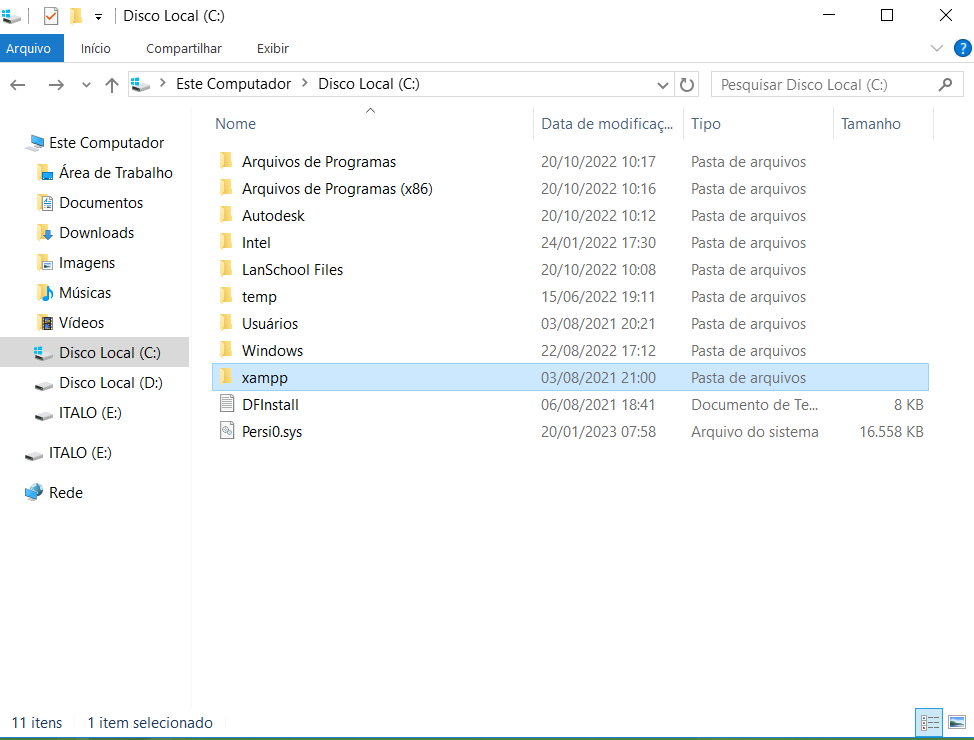 Disco Local (C:)
Arquivo Início Compartilhar Exibir ?
Este Computador > Disco Local (C:) Pesquisar Disco Local (C:)
Nome Data de modificaç... Tipo Tamanho
Este Computador
Área de Trabalho
Documentos
Downloads
Imagens
Músicas
Vídeos
Disco Local (C:)
Disco Local (D:)
ITALO (E:)
ITALO (E:)
Rede
Arquivos de Programas 20/10/2022 10:17 Pasta de arquivos
Arquivos de Programas (x86) 20/10/2022 10:16 Pasta de arquivos
Autodesk 20/10/2022 10:12 Pasta de arquivos
Intel 24/01/2022 17:30 Pasta de arquivos
LanSchool Files 20/10/2022 10:08 Pasta de arquivos
temp 15/06/2022 19:11 Pasta de arquivos
Usuários 03/08/2021 20:21 Pasta de arquivos
Windows 22/08/2022 17:12 Pasta de arquivos
xampp 03/08/2021 21:00 Pasta de arquivos
DFInstall 06/08/2021 18:41 Documento de Te... 8 KB
Persi0.sys 20/01/2023 07:58 Arquivo do sistema 16.558 KB
11 itens 1 item selecionado